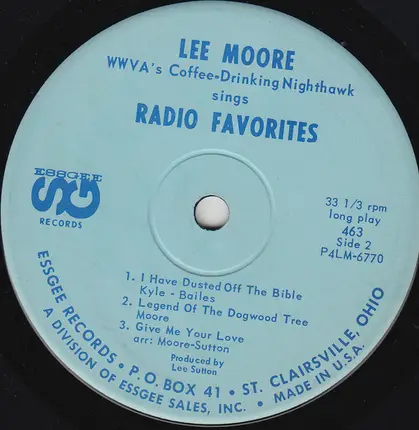 LEE MOORE
WWVA's Coffee-Drinking Nighthawk
sings
RADIO FAVORITES
ESSGEE
SG
RECORDS
33 1/3 rpm
long play
463
Side 2
P4LM-6770
1. I Have Dusted Off The Bible
Kyle - Bailes
2. Legend Of The Dogwood Tree
Moore
3. Give Me Your Love
arr: Moore-Sutton
Produced by
Lee Sutton
ESSGEE RECORDS • P.O. BOX 41 • ST. CLAIRSVILLE, OHIO
A DIVISION OF ESSGEE SALES, INC. • MADE IN U.S.A.